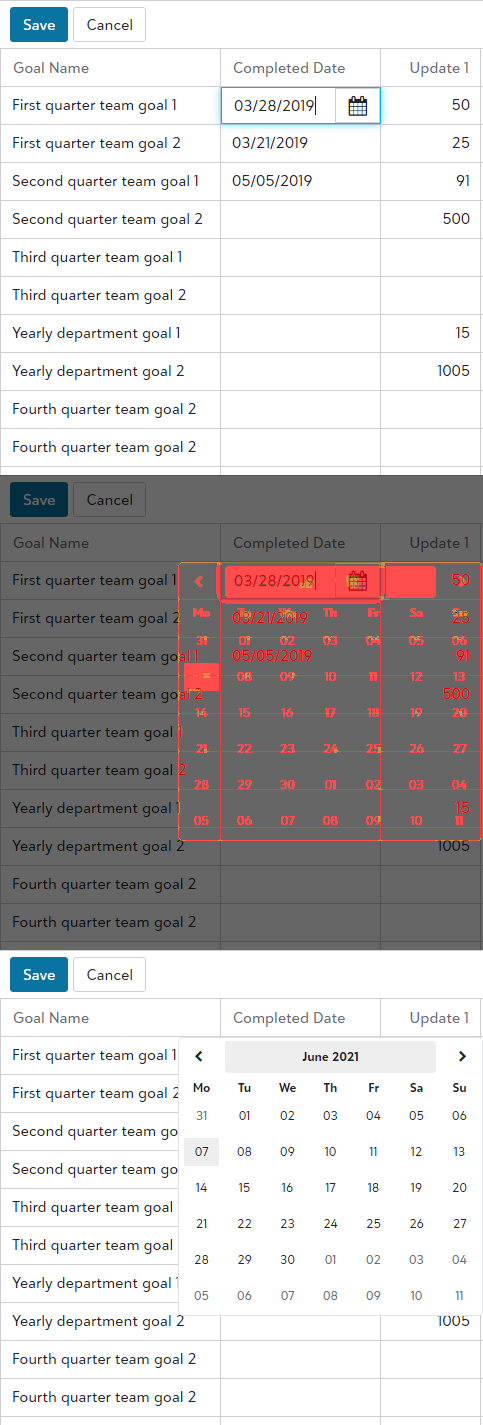 Save Cancel
Goal Name Completed Date Update 1
First quarter team goal 1 03/28/2019 50
First quarter team goal 2 03/21/2019 25
Second quarter team goal 1 05/05/2019 91
Second quarter team goal 2 500
Third quarter team goal 1
Third quarter team goal 2
Yearly department goal 1 15
Yearly department goal 2 1005
Fourth quarter team goal 2
Fourth quarter team goal 2
Save Cancel
Goal Name Completed Date Update 1
First quarter team goal 1 03/28/2019 50
Mo Tu We Th Fr Sa Su
First quarter team goal 2 03/21/2019 25
31 01 02 03 04 05 06
Second quarter team goal 1 05/05/2019 91
08 09 10 11 12 13
Second quarter team goal 2 500
14 15 16 17 18 19 20
Third quarter team goal 1
21 22 23 24 25 26 27
Third quarter team goal 2
28 29 30 01 02 03 04
Yearly department goal 1 15
05 06 07 08 09 10 11
Yearly department goal 2 1005
Fourth quarter team goal 2
Fourth quarter team goal 2
Save Cancel
Goal Name Completed Date Update 1
First quarter team goal 1 June 2021
Mo Tu We Th Fr Sa Su
First quarter team goal 2
31 01 02 03 04 05 06
Second quarter team go
07 08 09 10 11 12 13
Second quarter team go
14 15 16 17 18 19 20
Third quarter team goal
21 22 23 24 25 26 27
Third quarter team goal
28 29 30 01 02 03 04
Yearly department goal 1
05 06 07 08 09 10 11
Yearly department goal 2 1005
Fourth quarter team goal 2
Fourth quarter team goal 2